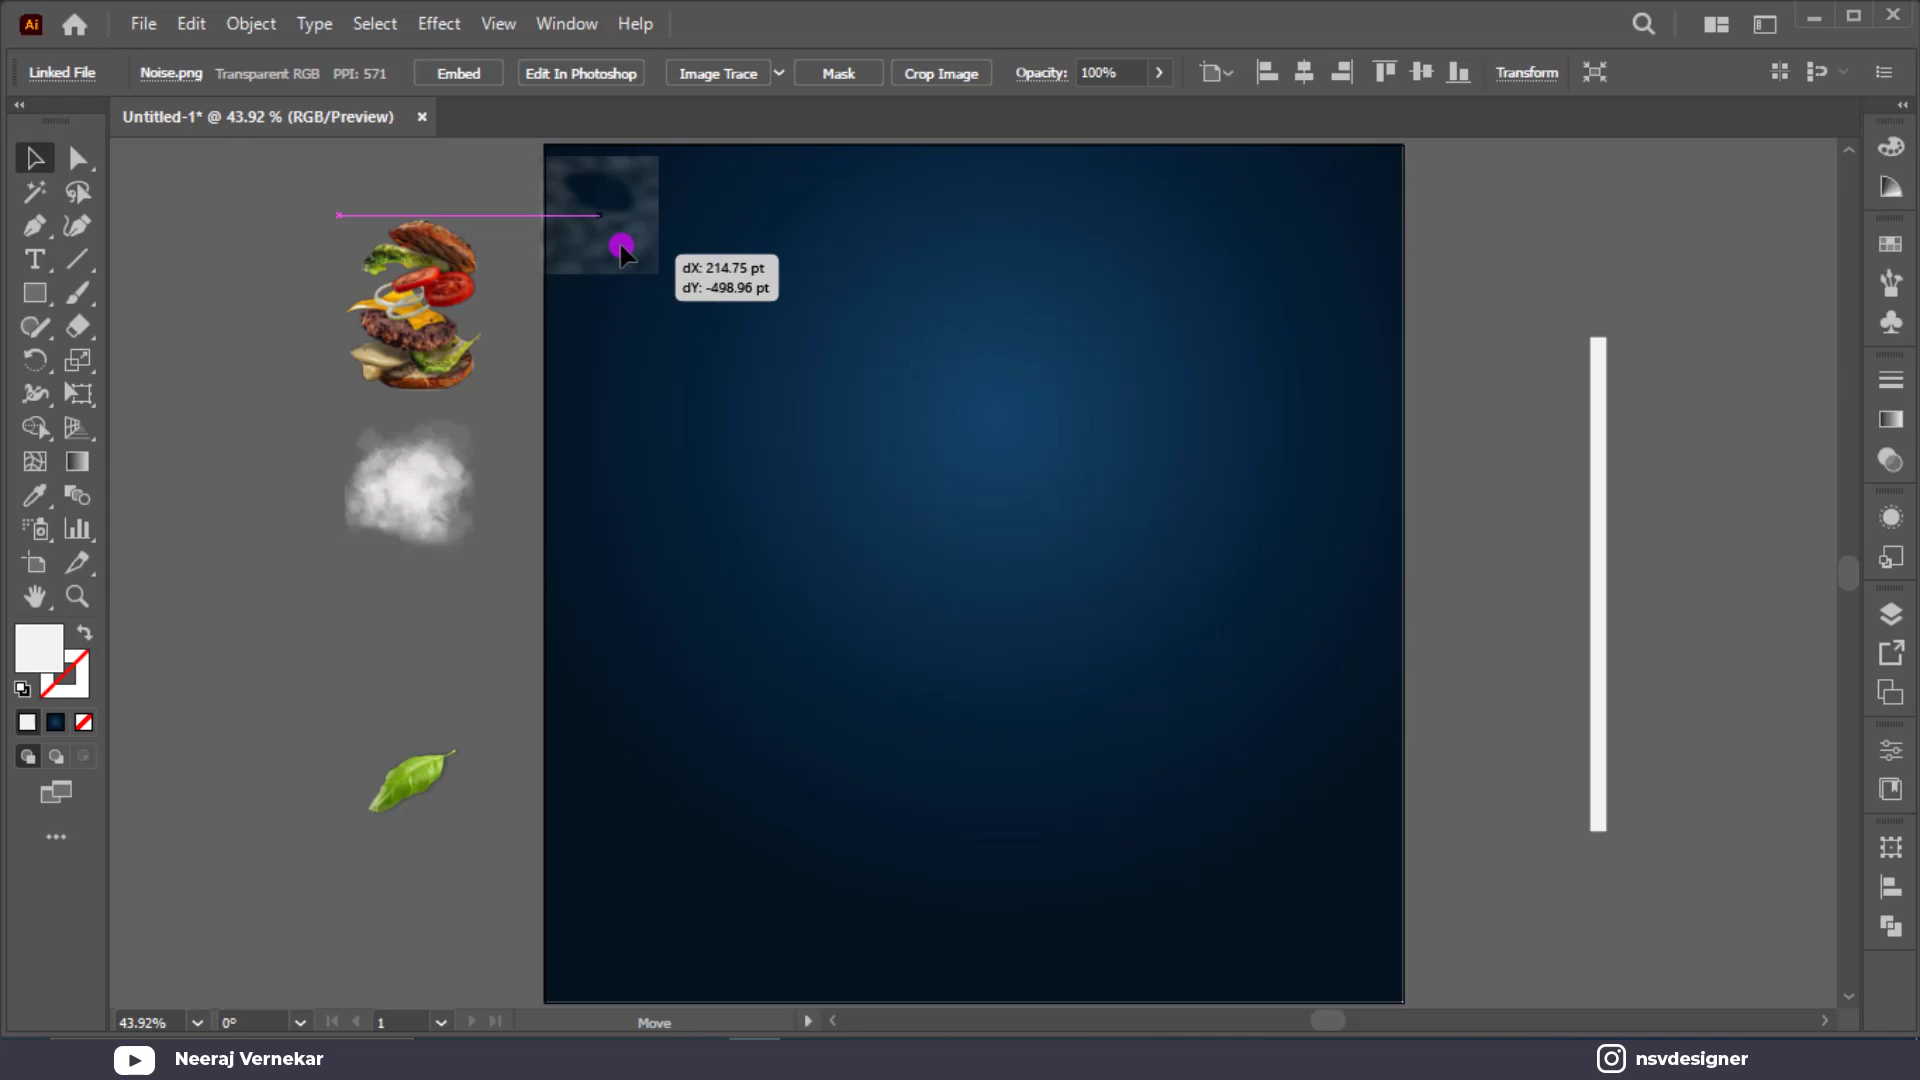 Ai File Edit Object Type Select Effect View Window Help
Linked File Noise.png Transparent RGB PPI: 571 Embed Edit In Photoshop Image Trace Mask Crop Image Opacity: 100% Transform
Untitled-1* @ 43.92 % (RGB/Preview)
dX: 214.75 pt
dY: -498.96 pt
43.92% 0° 1 Move
Neeraj Vernekar nsvdesigner